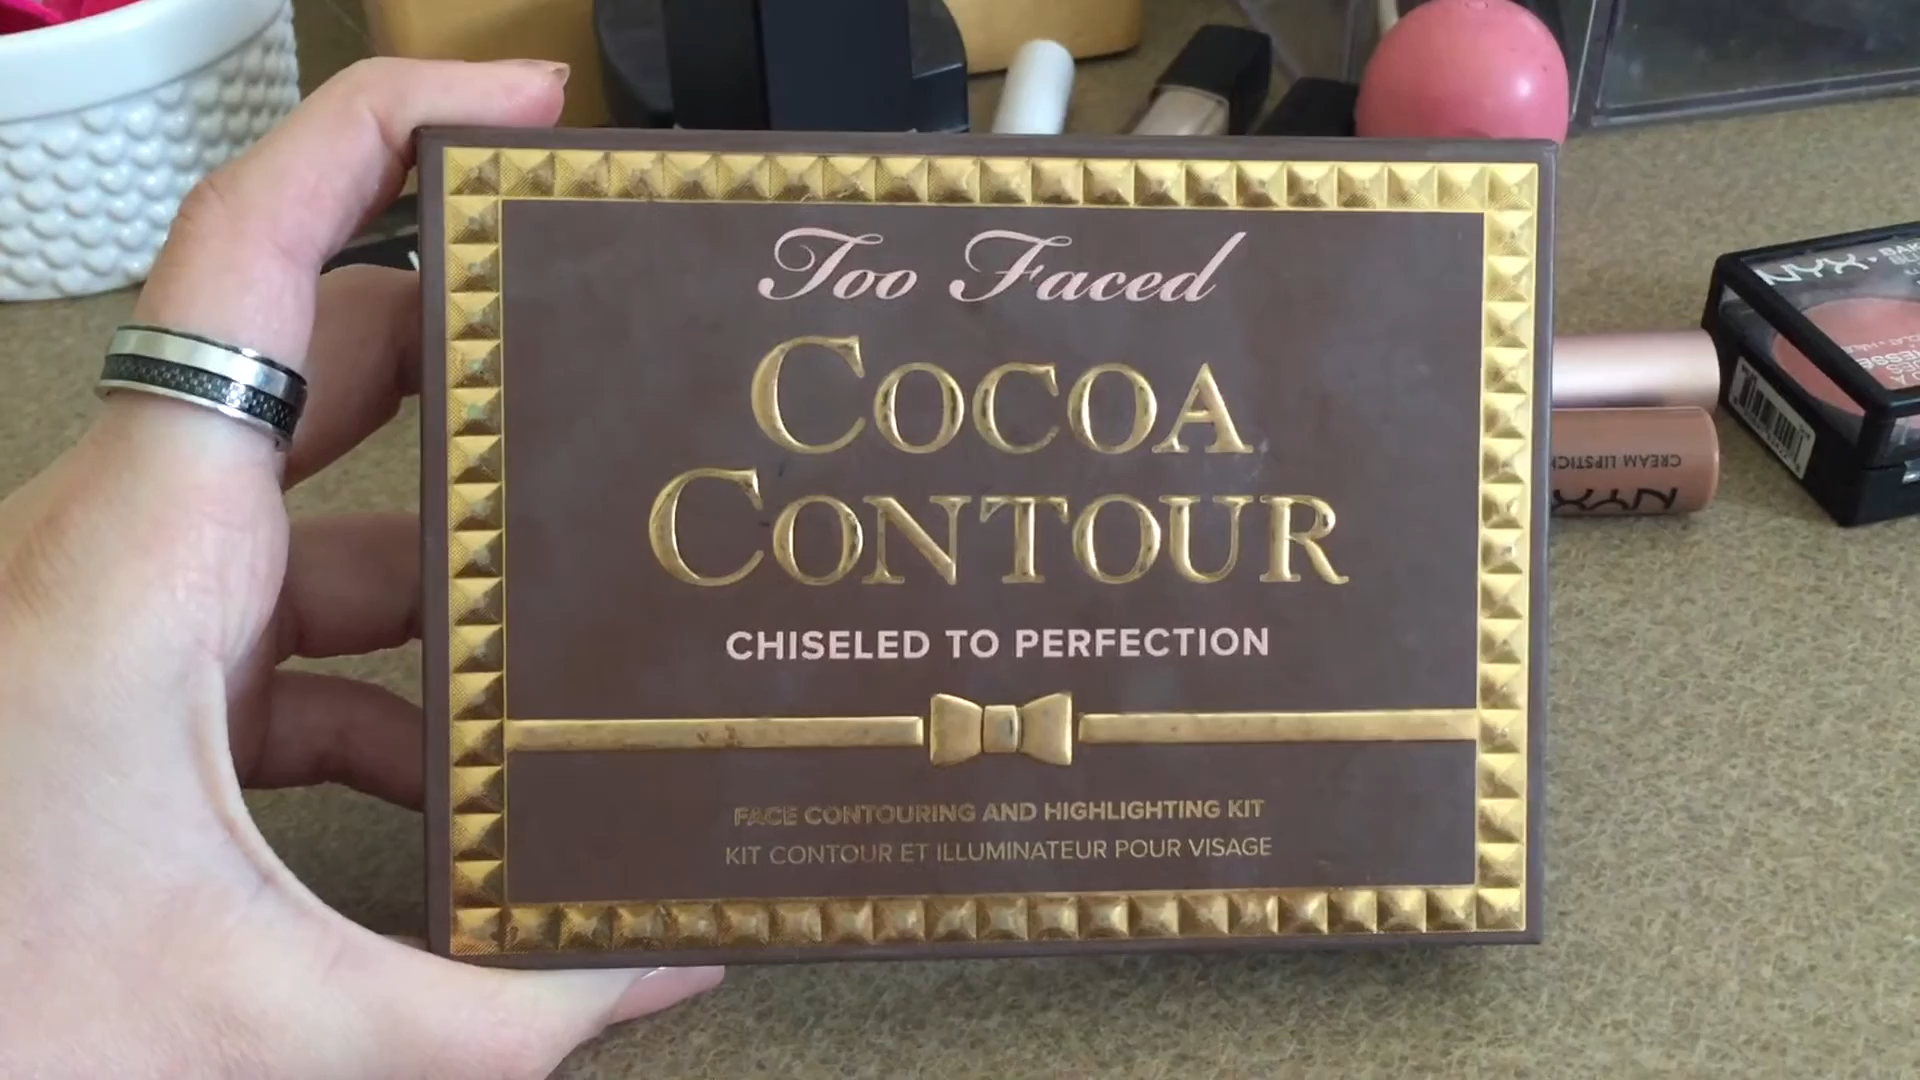 Too Faced
COCOA
CONTOUR
CHISELED TO PERFECTION
FACE CONTOURING AND HIGHLIGHTING KIT
KIT CONTOUR ET ILLUMINATEUR POUR VISAGE
NYX
CREAM LIPSTICK
NYX